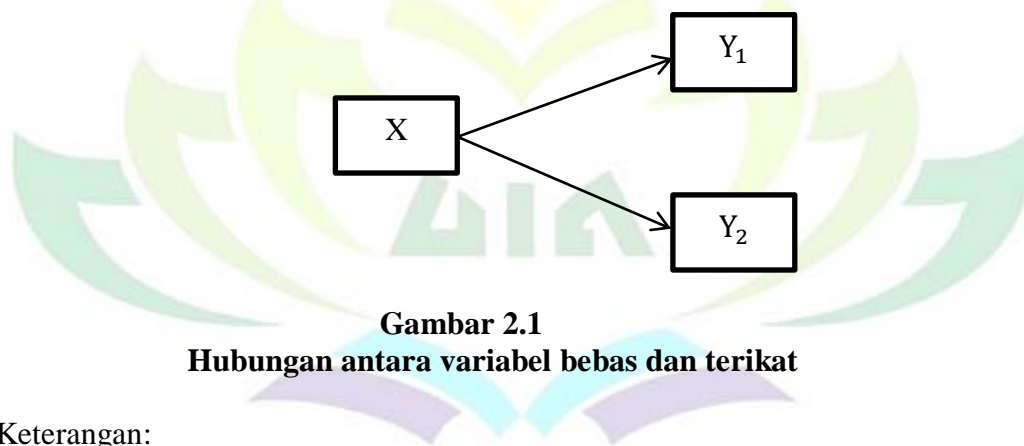 Y₁
X
Y₂
Gambar 2.1
Hubungan antara variabel bebas dan terikat
Keterangan: